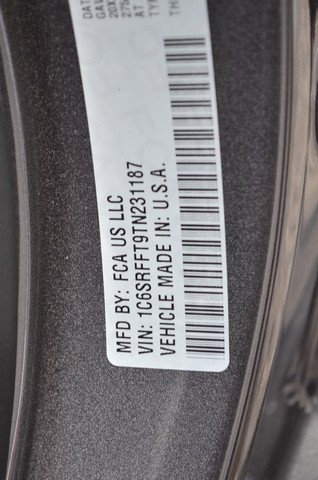 MFD BY: FCA US LLC
VIN: 1C6SRFFT9TN231187
VEHICLE MADE IN: U.S.A.